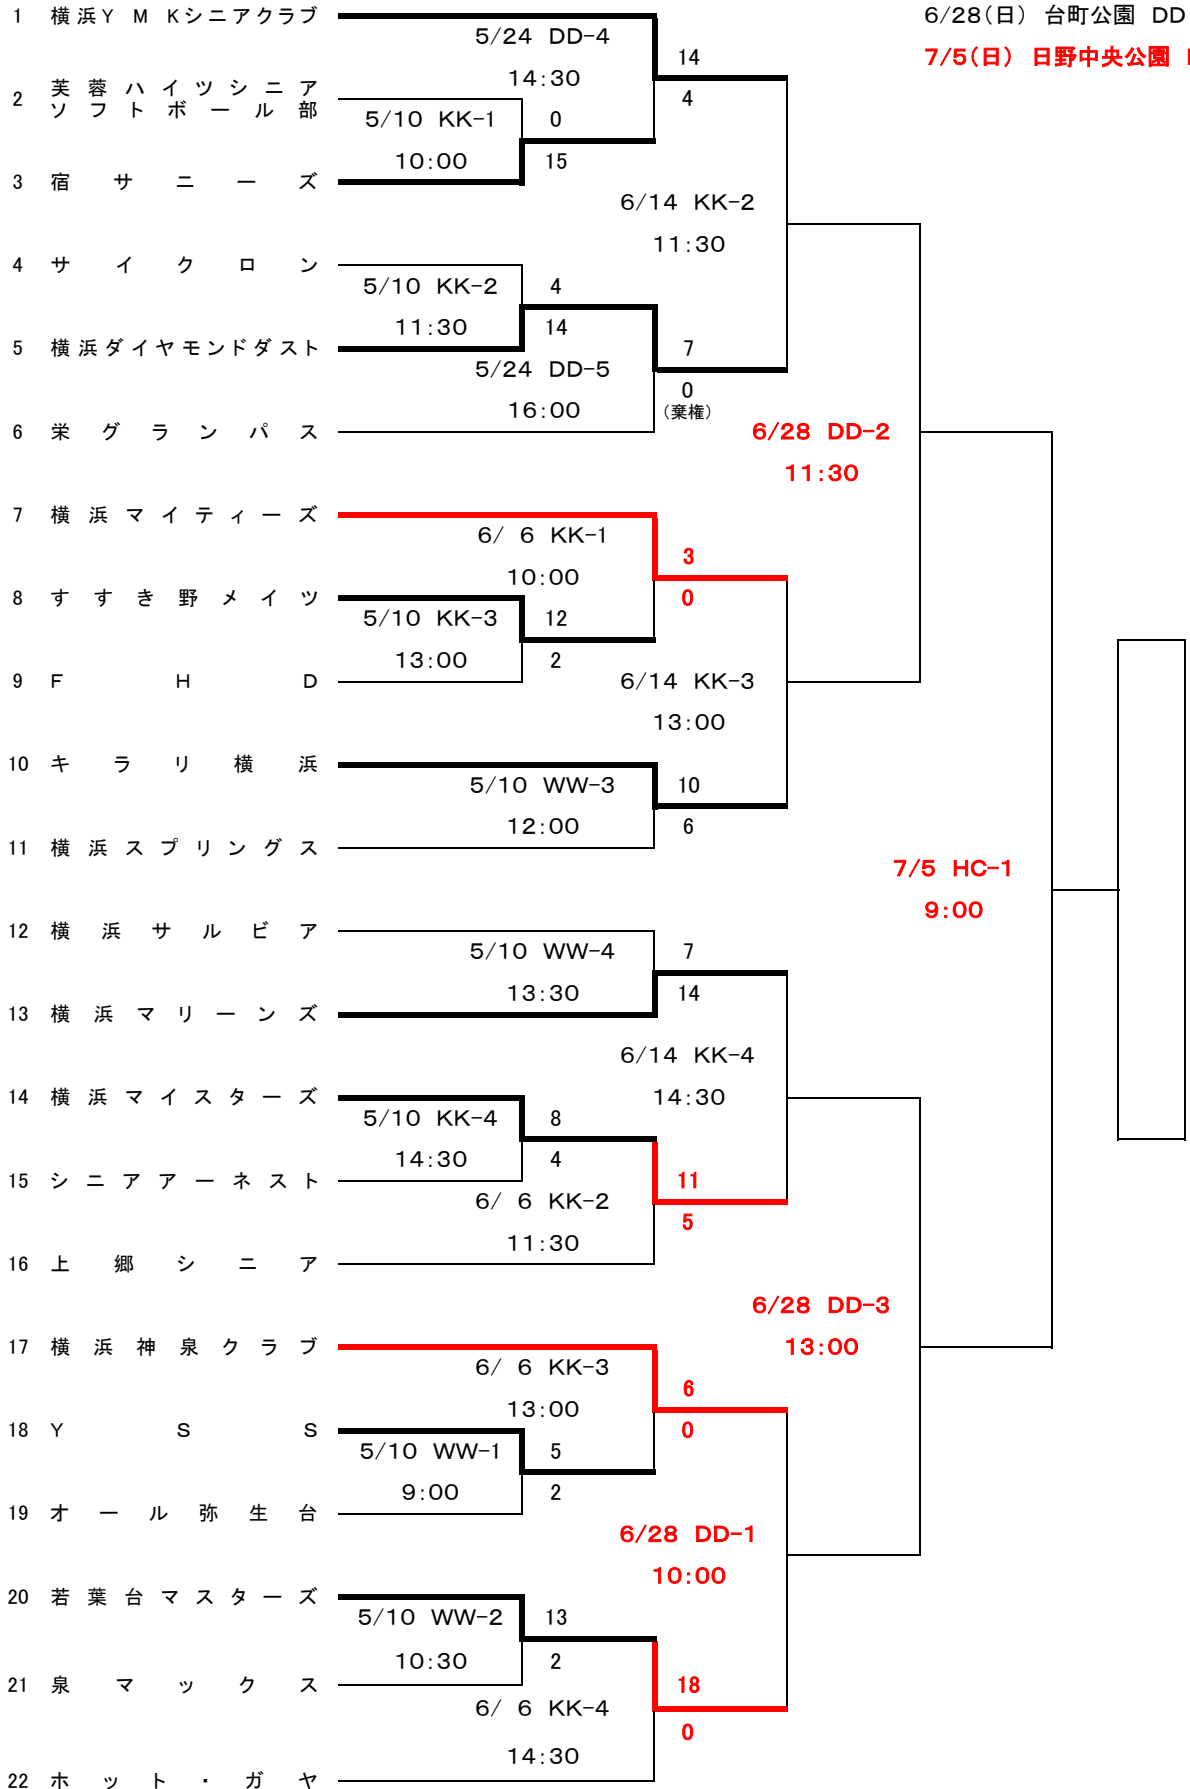 1 横浜ＹＭＫシニアクラブ
6/28(日) 台町公園 DD
5/24 DD-4
14
7/5(日) 日野中央公園
14:30
芙蓉ハイツシニア
2
4
ソフトボール部
5/10 KK-1
0
10:00
15
3 宿サニーズ
6/14 KK-2
11:30
4 サイクロン
5/10 KK-2
4
11:30
14
5 横浜ダイヤモンドダスト
7
5/24 DD-5
0
16:00
(棄権)
6 栄グランパス
6/28 DD-2
11:30
7 横浜マイティーズ
6/ 6 KK-1
3
10:00
0
8 すすき野メイツ
5/10 KK-3
12
13:00
2
9 ＦＨＤ
6/14 KK-3
13:00
10 キラリ横浜
5/10 WW-3
10
12:00
6
11 横浜スプリングス
7/5 HC-1
9:00
12 横浜サルビア
5/10 WW-4
7
13:30
14
13 横浜マリーンズ
6/14 KK-4
14:30
14 横浜マイスターズ
5/10 KK-4
8
14:30
4
15 シニアアーネスト
11
6/ 6 KK-2
5
11:30
16 上郷シニア
6/28 DD-3
13:00
17 横浜神泉クラブ
6/ 6 KK-3
6
13:00
0
18 ＹＳＳ
5/10 WW-1
5
9:00
2
19 オール弥生台
6/28 DD-1
10:00
20 若葉台マスターズ
5/10 WW-2
13
10:30
2
21 泉マックス
18
6/ 6 KK-4
0
14:30
22 ホット・ガヤ